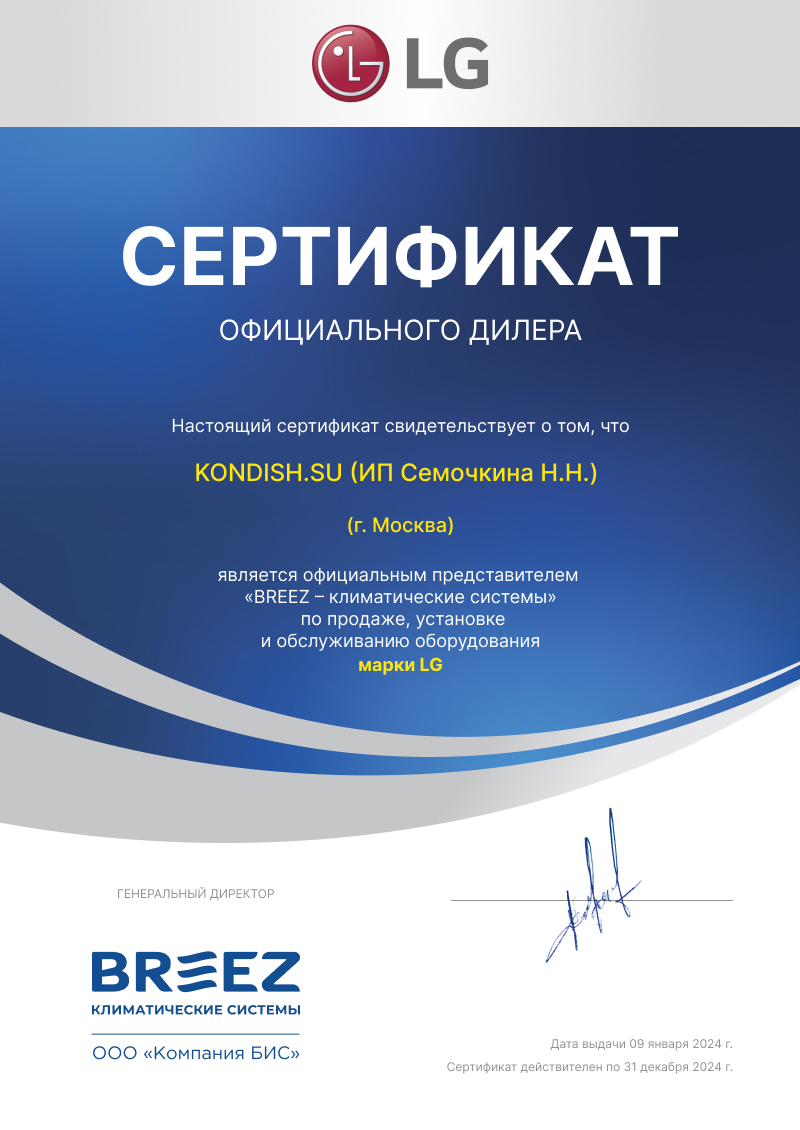 LG
СЕРТИФИКАТ
ОФИЦИАЛЬНОГО ДИЛЕРА
Настоящий сертификат свидетельствует о том, что
KONDISH.SU (ИП Семочкина Н.Н.)
(г. Москва)
является официальным представителем
«BREEZ – климатические системы»
по продаже, установке
и обслуживанию оборудования
марки LG
ГЕНЕРАЛЬНЫЙ ДИРЕКТОР
BREEZ
КЛИМАТИЧЕСКИЕ СИСТЕМЫ
ООО «Компания БИС»
Дата выдачи 09 января 2024 г.
Сертификат действителен по 31 декабря 2024 г.